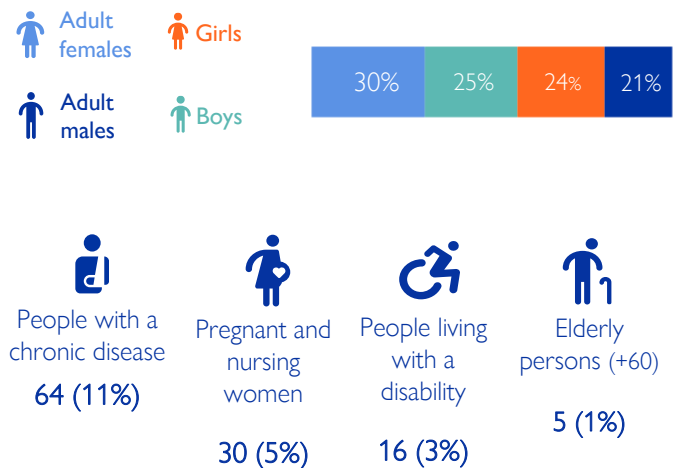 Adult
females
Girls
Adult
males
Boys
30%
25%
24%
21%
People with a
chronic disease
64 (11%)
Pregnant and
nursing
women
30 (5%)
People living
with a
disability
16 (3%)
Elderly
persons (+60)
5 (1%)